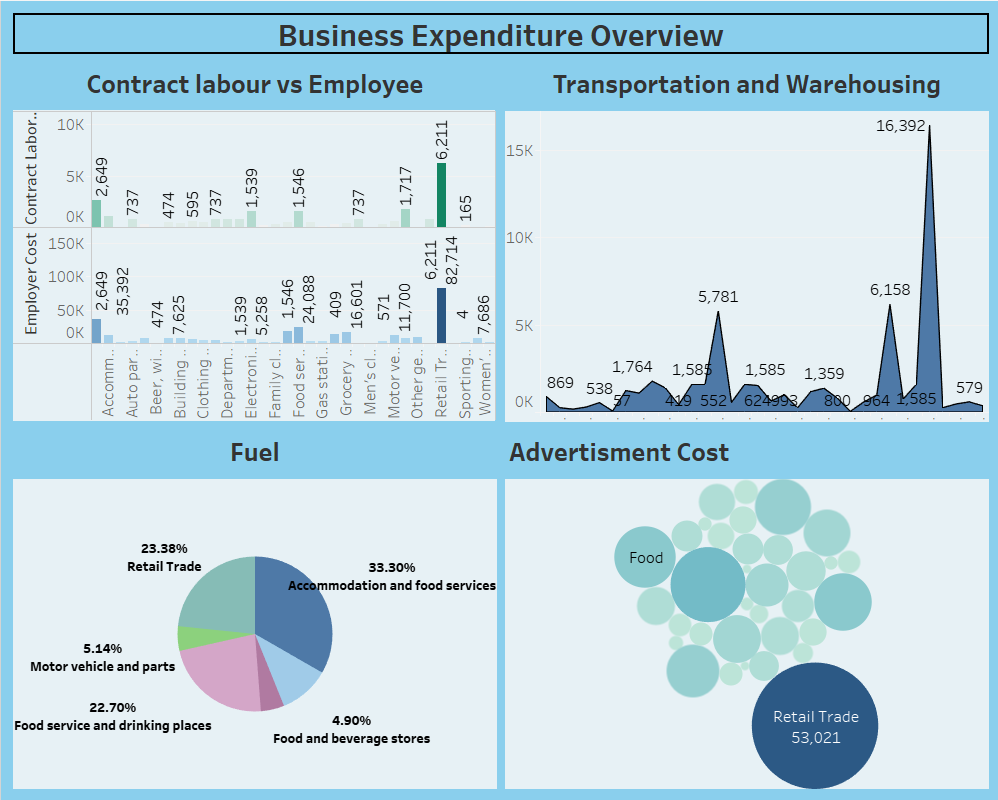 Business Expenditure Overview
Contract labour vs Employee
Transportation and Warehousing
Contract Labor..
10K
5K
0K
2,649
737
474
595
737
1,539
1,546
737
1,717
6,211
165
Employer Cost
150K
100K
50K
0K
2,649
35,392
474
7,625
1,539
5,258
1,546
24,088
409
16,601
571
11,700
6,211
82,714
4
7,686
Accomm..
Auto par..
Beer, wi..
Building ..
Clothing ..
Departm..
Electroni..
Family cl..
Food ser..
Gas stati..
Grocery ..
Men's cl..
Motor ve..
Other ge..
Retail Tr..
Sporting..
Women'..
15K
10K
5K
0K
869
538
57
1,764
419
1,585
552
5,781
624
1,585
1,359
800
964
6,158
1,585
16,392
579
Fuel
Advertisment Cost
23.38%
Retail Trade
33.30%
Accommodation and food services
5.14%
Motor vehicle and parts
22.70%
Food service and drinking places
4.90%
Food and beverage stores
Food
Retail Trade
53,021